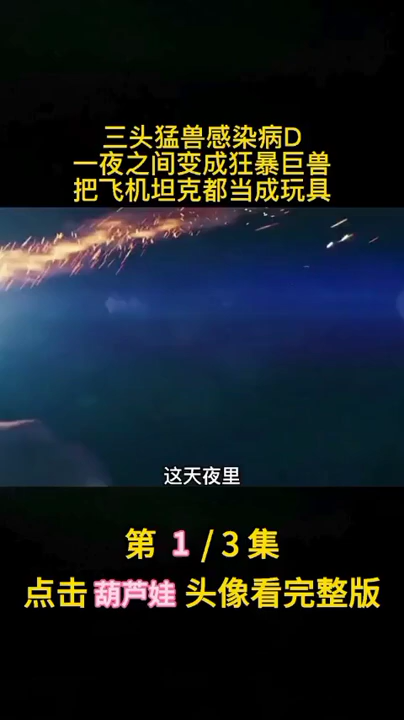 三头猛兽感染病D
一夜之间变成狂暴巨兽
把飞机坦克都当成玩具
这天夜里
第 1 / 3 集
点击 葫芦娃 头像看完整版